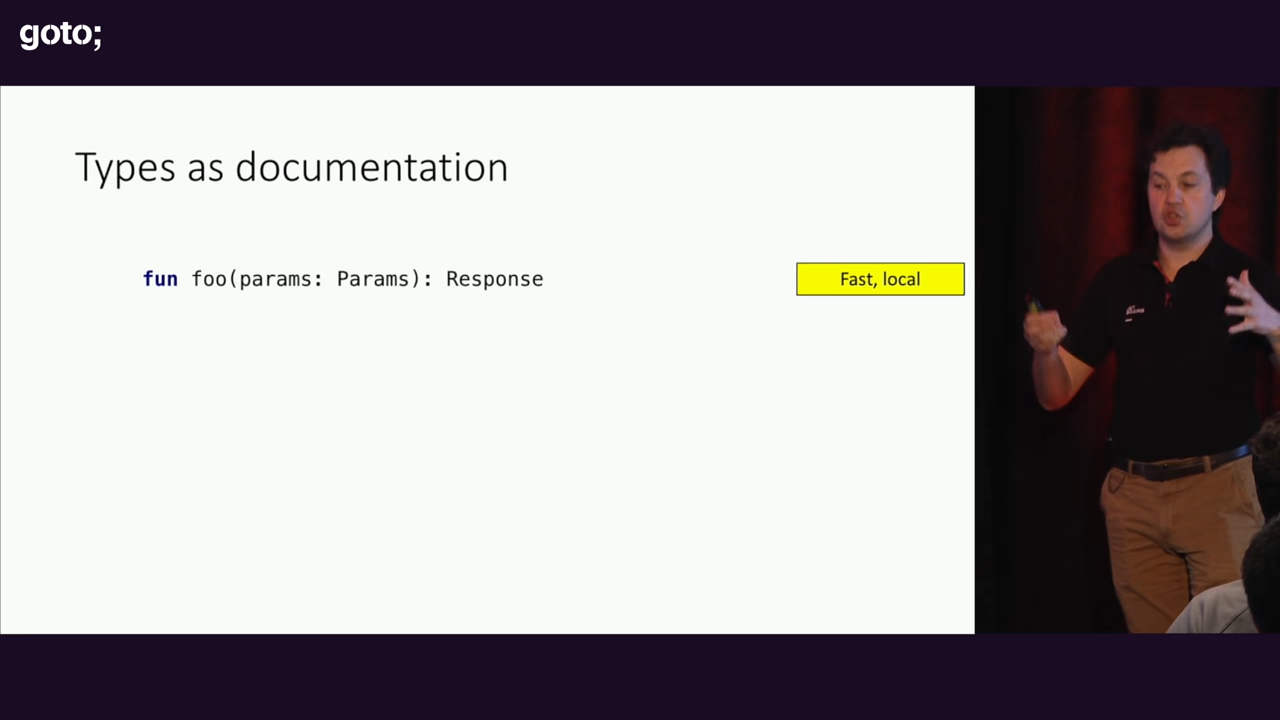 goto;
Types as documentation
fun foo(params: Params): Response
Fast, local